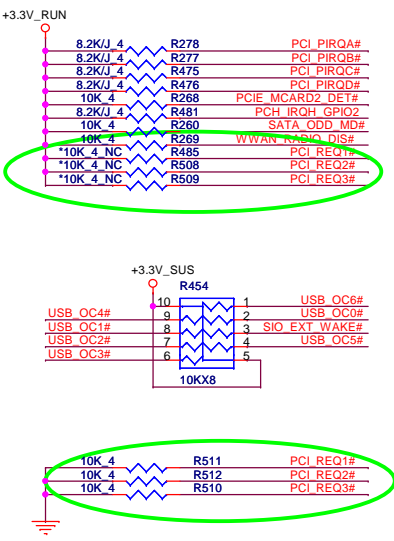 +3.3V_RUN
8.2K/J_4 R278 PCI_PIRQA#
8.2K/J_4 R277 PCI_PIRQB#
8.2K/J_4 R475 PCI_PIRQC#
8.2K/J_4 R476 PCI_PIRQD#
10K_4 R268 PCIE_MCARD2_DET#
8.2K/J_4 R481 PCH_IRQH_GPIO2
10K_4 R260 SATA_ODD_MD#
10K_4 R269 WWAN_RADIO_DIS#
*10K_4_NC R485 PCI_REQ1#
*10K_4_NC R508 PCI_REQ2#
*10K_4_NC R509 PCI_REQ3#
+3.3V_SUS
R454
10 1 USB_OC6#
USB_OC4# 9 2 USB_OC0#
USB_OC1# 8 3 SIO_EXT_WAKE#
USB_OC2# 7 4 USB_OC5#
USB_OC3# 6 5
10KX8
10K_4 R511 PCI_REQ1#
10K_4 R512 PCI_REQ2#
10K_4 R510 PCI_REQ3#